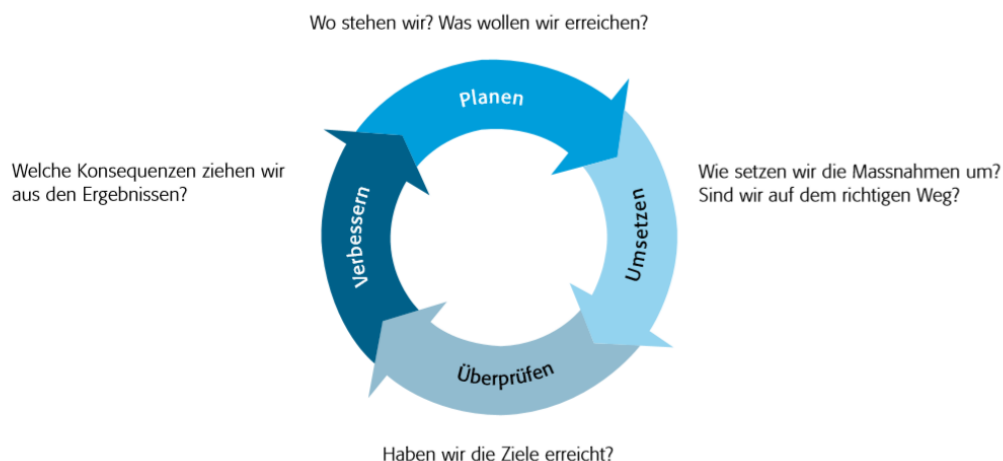 Wo stehen wir? Was wollen wir erreichen?
Planen
Wie setzen wir die Massnahmen um?
Sind wir auf dem richtigen Weg?
Umsetzen
Überprüfen
Haben wir die Ziele erreicht?
Verbessern
Welche Konsequenzen ziehen wir
aus den Ergebnissen?